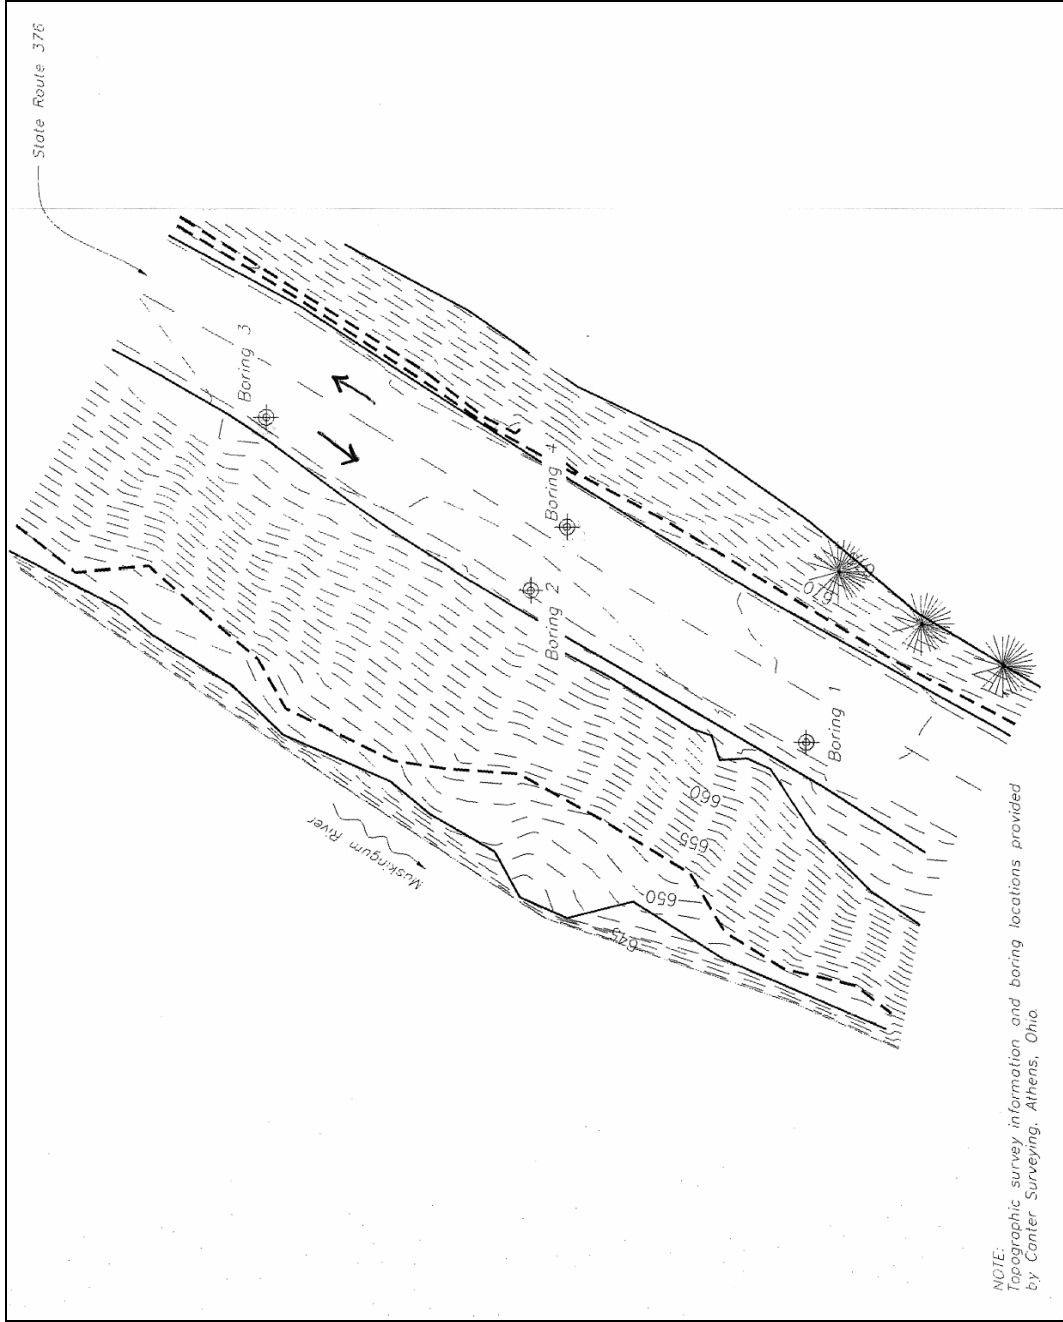 State Route 376
Boring 3
Boring 4
Boring 2
Boring 1
Muskingum River
670
660
655
650
645
NOTE:
Topographic survey information and boring locations provided
by Canter Surveying, Athens, Ohio.